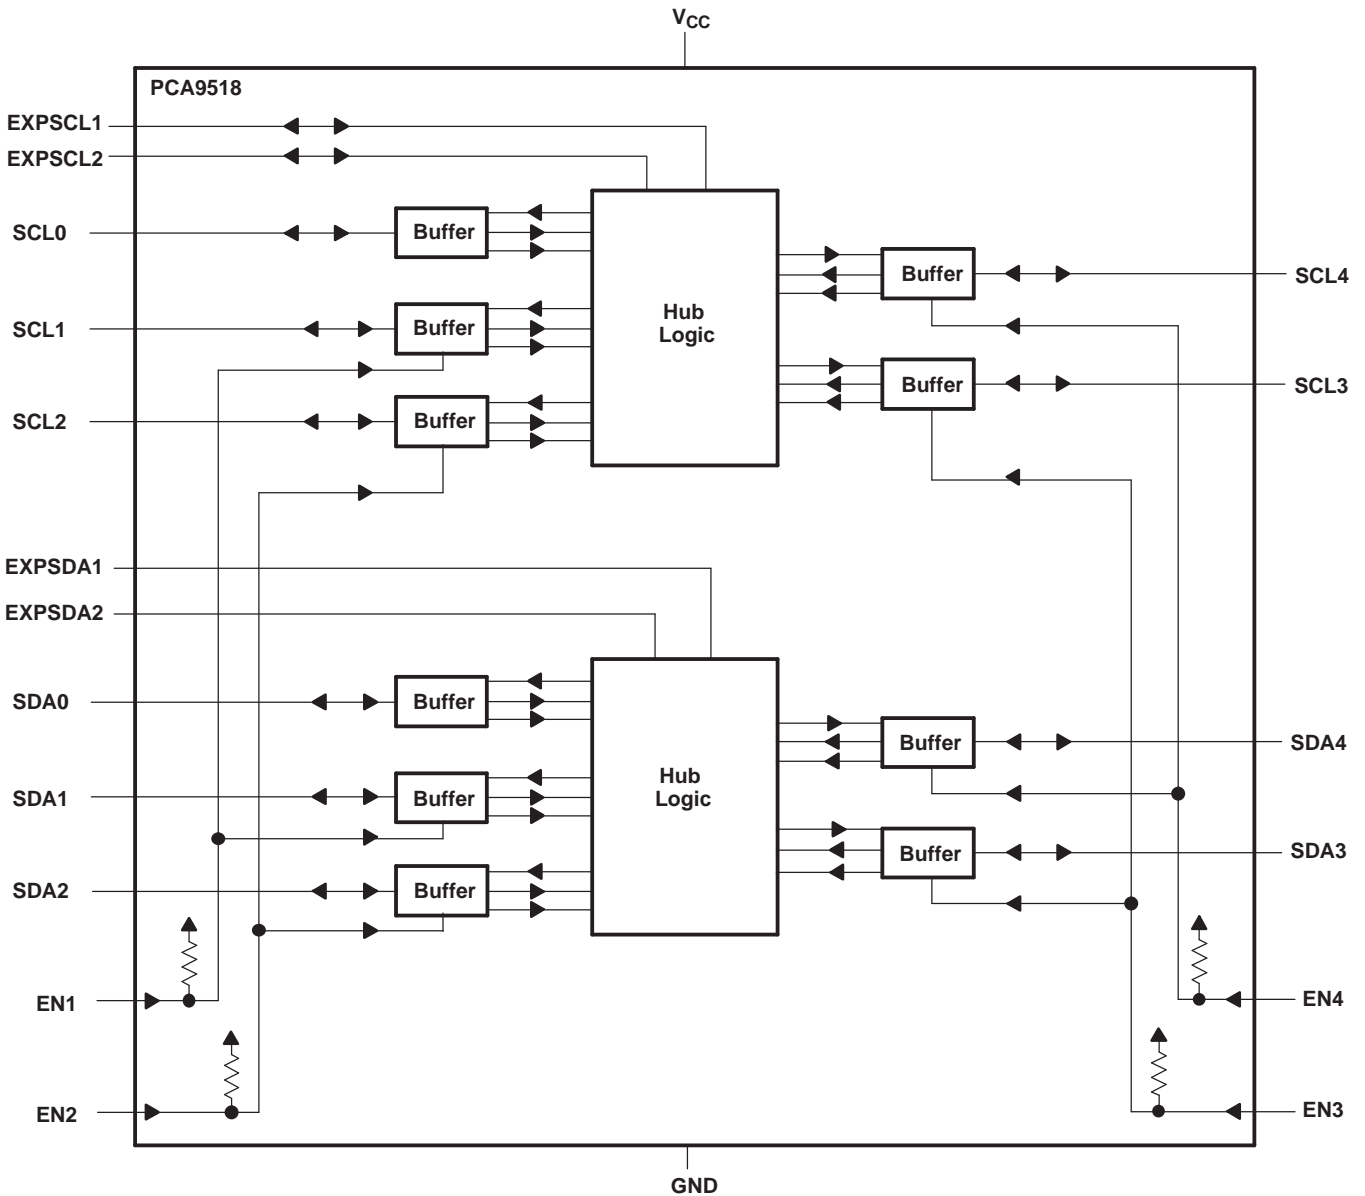 VCC
PCA9518
EXPSCL1
EXPSCL2
SCL0
Buffer
Buffer
SCL4
SCL1
Buffer
Hub
Logic
Buffer
SCL3
SCL2
Buffer
EXPSDA1
EXPSDA2
SDA0
Buffer
Buffer
SDA4
SDA1
Buffer
Hub
Logic
Buffer
SDA3
SDA2
Buffer
EN1
EN4
EN2
EN3
GND